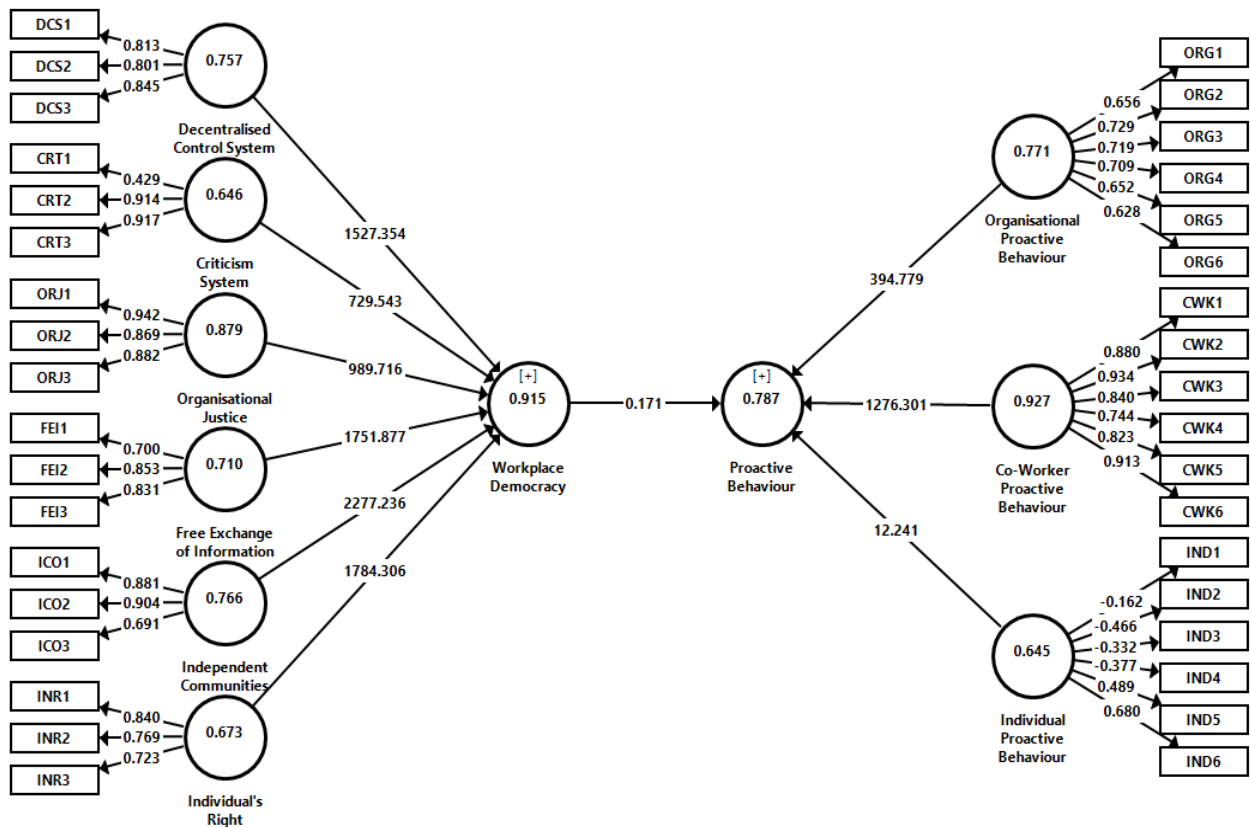 DCS1
0.813
DCS2
0.801
DCS3
0.845
0.757
Decentralised
Control System
CRT1
0.429
CRT2
0.914
CRT3
0.917
0.646
Criticism
System
ORJ1
0.942
ORJ2
0.869
ORJ3
0.882
0.879
Organisational
Justice
FEI1
0.700
FEI2
0.853
FEI3
0.831
0.710
Free Exchange
of Information
ICO1
0.881
ICO2
0.904
ICO3
0.691
0.766
Independent
Communities
INR1
0.840
INR2
0.769
INR3
0.723
0.673
Individual's
Right
1527.354
729.543
989.716
1751.877
2277.236
1784.306
[+]
0.915
Workplace
Democracy
0.171
[+]
0.787
Proactive
Behaviour
394.779
1276.301
12.241
0.771
Organisational
Proactive
Behaviour
0.656
ORG1
0.729
ORG2
0.719
ORG3
0.709
ORG4
0.652
ORG5
0.628
ORG6
0.927
Co-Worker
Proactive
Behaviour
0.880
CWK1
0.934
CWK2
0.840
CWK3
0.744
CWK4
0.823
CWK5
0.913
CWK6
0.645
Individual
Proactive
Behaviour
-0.162
IND1
-0.466
IND2
-0.332
IND3
-0.377
IND4
0.489
IND5
0.680
IND6